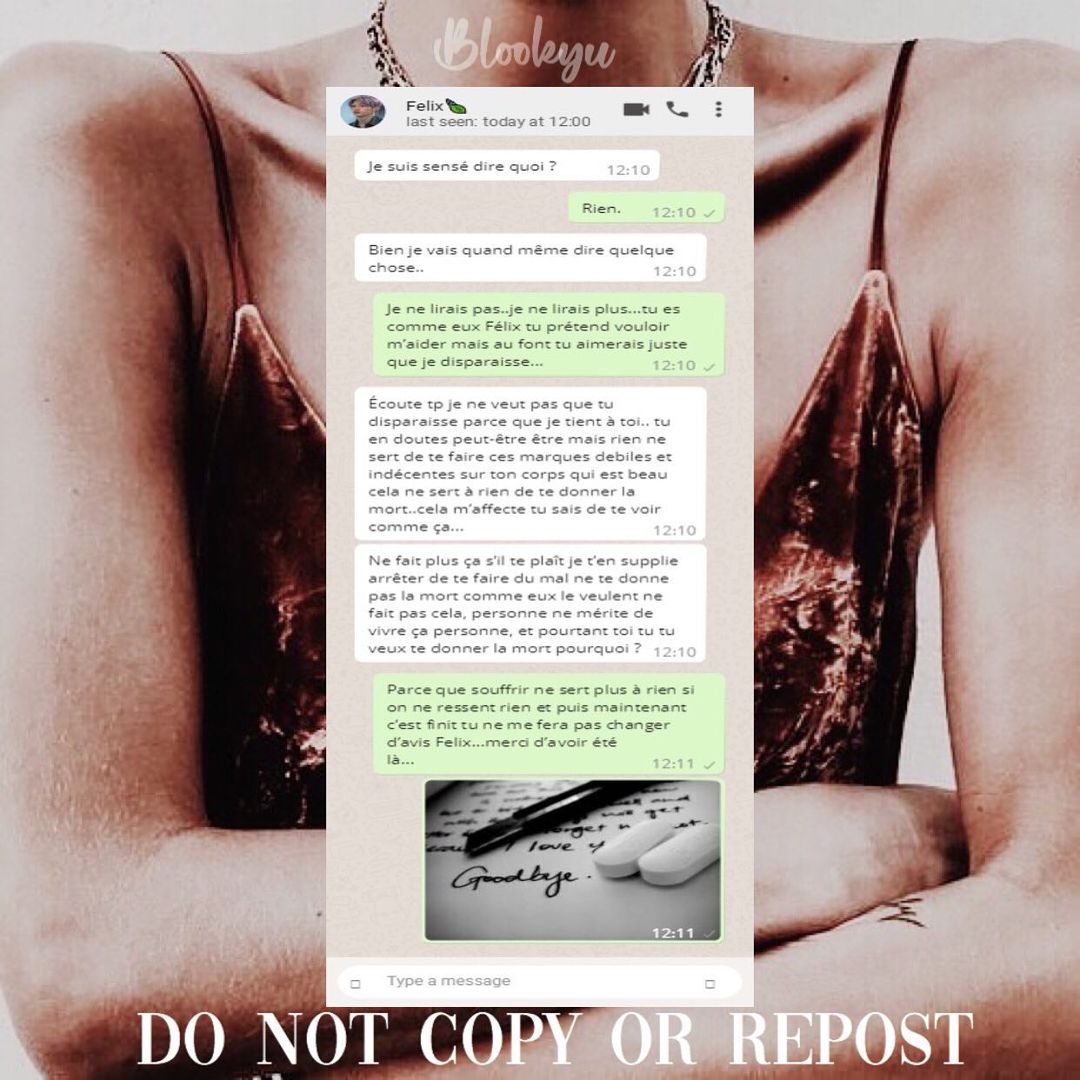 Blookyu
Felix
last seen: today at 12:00
Je suis sensé dire quoi ?
12:10
Rien.
12:10
Bien je vais quand même dire quelque
chose..
12:10
Je ne lirais pas..je ne lirais plus...tu es
comme eux Félix tu prétend vouloir
m'aider mais au font tu aimerais juste
que je disparaisse...
12:10
Écoute tp je ne veut pas que tu
disparaisse parce que je tient à toi.. tu
en doutes peut-être être mais rien ne
sert de te faire ces marques debiles et
indécentes sur ton corps qui est beau
cela ne sert à rien de te donner la
mort..cela m'affecte tu sais de te voir
comme ça...
12:10
Ne fait plus ça s'il te plaît je t'en supplie
arrêter de te faire du mal ne te donne
pas la mort comme eux le veulent ne
fait pas cela, personne ne mérite de
vivre ça personne, et pourtant toi tu tu
veux te donner la mort pourquoi ?
12:10
Parce que souffrir ne sert plus à rien si
on ne ressent rien et puis maintenant
c'est finit tu ne me fera pas changer
d'avis Felix...merci d'avoir été
là...
12:11
I love
Goodbye.
12:11
Type a message
DO NOT COPY OR REPOST